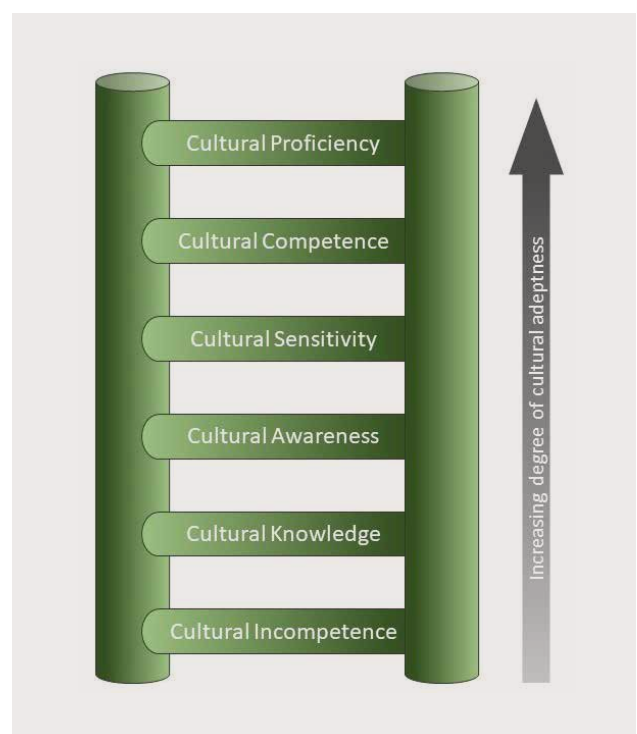 Cultural Proficiency
Cultural Competence
Cultural Sensitivity
Cultural Awareness
Cultural Knowledge
Cultural Incompetence
Increasing degree of cultural adeptness